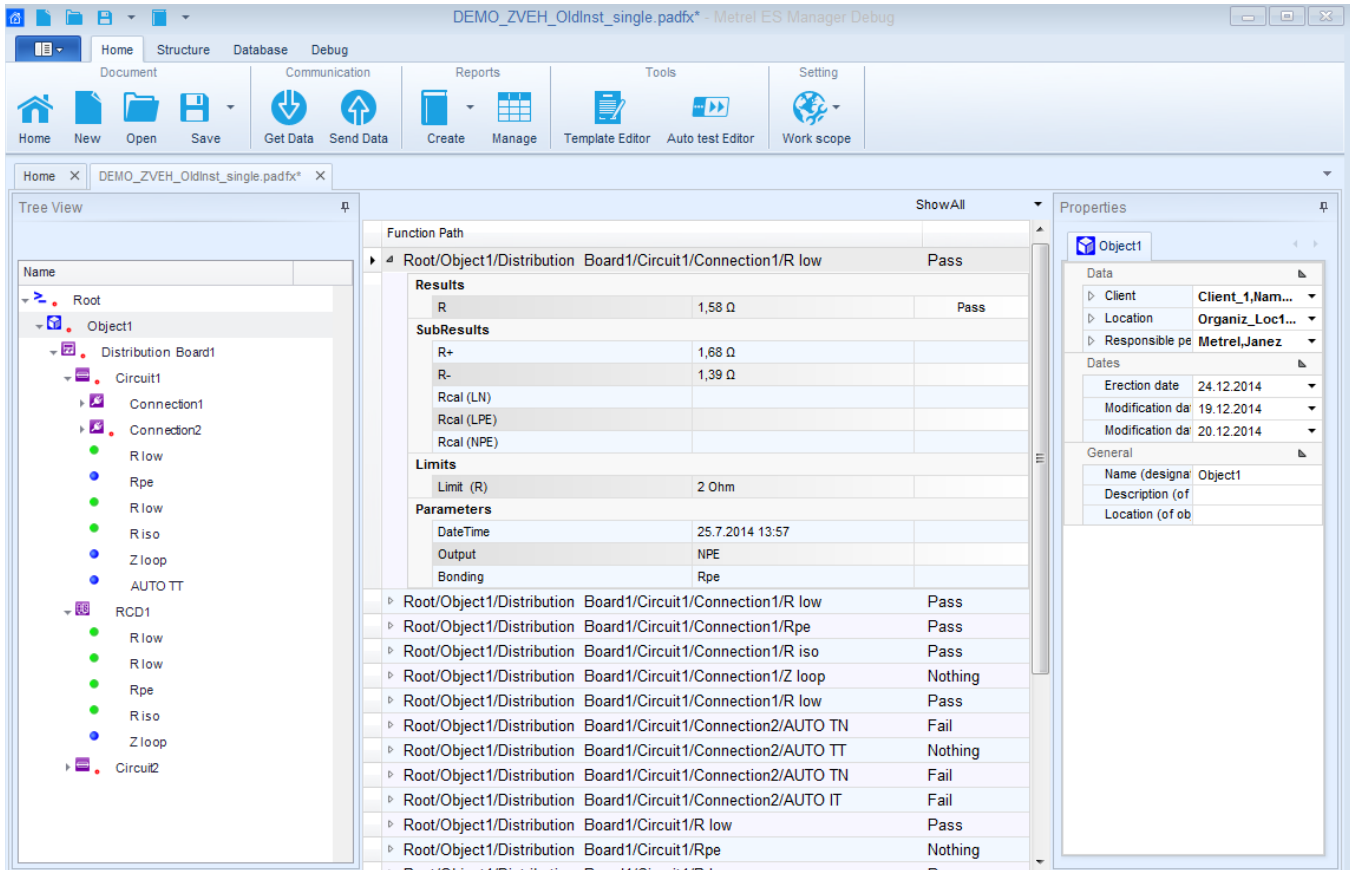 DEMO_ZVEH_OldInst_single.padfx* - Metrel ES Manager Debug
Home Structure Database Debug
Document Communication Reports Tools Setting
Home New Open Save Get Data Send Data Create Manage Template Editor Auto test Editor Work scope
Home DEMO_ZVEH_OldInst_single.padfx*
Tree View
Name
Root
Object1
Distribution Board1
Circuit1
Connection1
Connection2
R low
Rpe
R low
R iso
Z loop
AUTO TT
RCD1
R low
R low
Rpe
R iso
Z loop
Circuit2
ShowAll
Function Path
Root/Object1/Distribution Board1/Circuit1/Connection1/R low Pass
Results
R 1,58 Ω Pass
SubResults
R+ 1,68 Ω
R- 1,39 Ω
Rcal (LN)
Rcal (LPE)
Rcal (NPE)
Limits
Limit (R) 2 Ohm
Parameters
DateTime 25.7.2014 13:57
Output NPE
Bonding Rpe
Root/Object1/Distribution Board1/Circuit1/Connection1/R low Pass
Root/Object1/Distribution Board1/Circuit1/Connection1/Rpe Pass
Root/Object1/Distribution Board1/Circuit1/Connection1/R iso Pass
Root/Object1/Distribution Board1/Circuit1/Connection1/Z loop Nothing
Root/Object1/Distribution Board1/Circuit1/Connection1/R low Pass
Root/Object1/Distribution Board1/Circuit1/Connection2/AUTO TN Fail
Root/Object1/Distribution Board1/Circuit1/Connection2/AUTO TT Nothing
Root/Object1/Distribution Board1/Circuit1/Connection2/AUTO TN Fail
Root/Object1/Distribution Board1/Circuit1/Connection2/AUTO IT Fail
Root/Object1/Distribution Board1/Circuit1/R low Pass
Root/Object1/Distribution Board1/Circuit1/Rpe Nothing
Properties
Object1
Data
Client Client_1,Nam...
Location Organiz_Loc1...
Responsible pe Metrel,Janez
Dates
Erection date 24.12.2014
Modification da 19.12.2014
Modification da 20.12.2014
General
Name (designa Object1
Description (of
Location (of ob